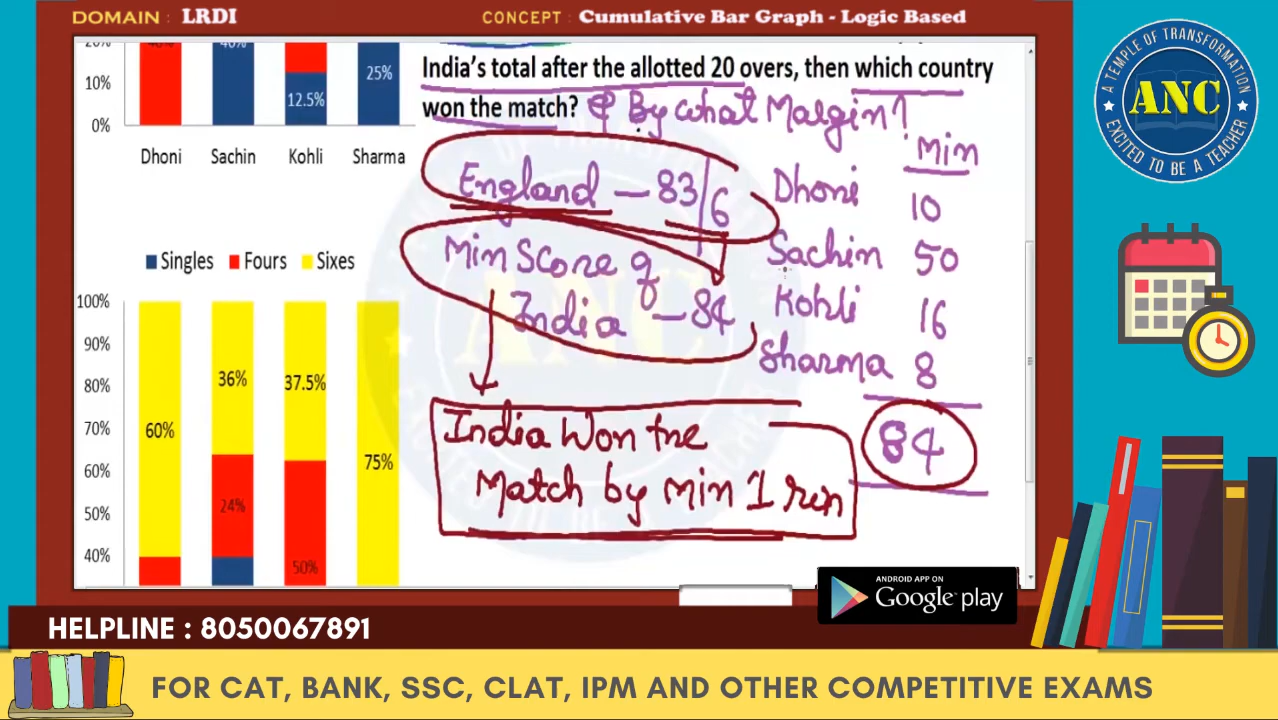 DOMAIN : LRDI
CONCEPT : Cumulative Bar Graph - Logic Based
A TEMPLE OF TRANSFORMATION
ANC
EXCITED TO BE A TEACHER
20%
40%
40%
10%
12.5%
25%
0%
Dhoni Sachin Kohli Sharma
India's total after the allotted 20 overs, then which country
won the match? & By what Margin?
England – 83/6
Min Score of
India – 84
India Won the
Match by min 1 run
Min
Dhoni 10
Sachin 50
Kohli 16
Sharma 8
84
Singles Fours Sixes
100%
90%
80%
70%
60%
50%
40%
60%
36%
24%
37.5%
50%
75%
ANDROID APP ON
Google play
HELPLINE : 8050067891
FOR CAT, BANK, SSC, CLAT, IPM AND OTHER COMPETITIVE EXAMS